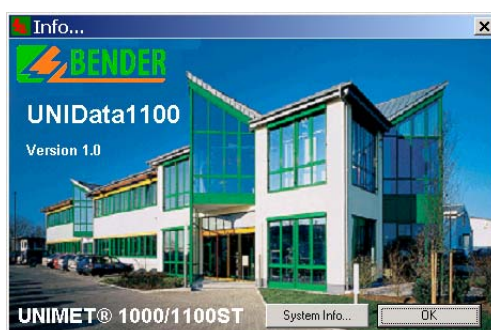 Info...
BENDER
UNIData1100
Version 1.0
UNIMET® 1000/1100ST
System Info...
OK